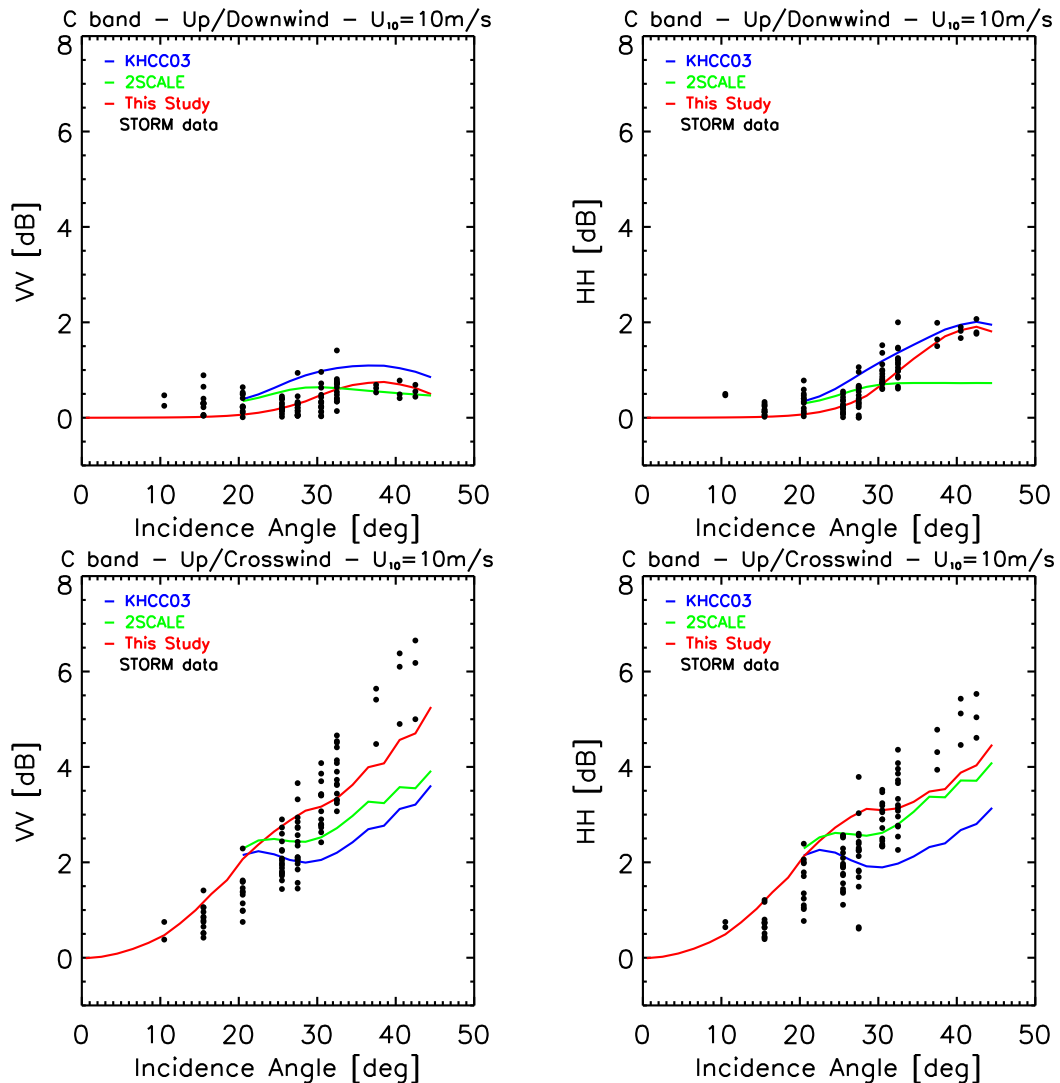 C band − Up/Downwind − U₁₀=10m/s
8
6
4
2
0
VV [dB]
− KHCC03
− 2SCALE
− This Study
STORM data
0 10 20 30 40 50
Incidence Angle [deg]
C band − Up/Donwwind − U₁₀=10m/s
8
6
4
2
0
HH [dB]
− KHCC03
− 2SCALE
− This Study
STORM data
0 10 20 30 40 50
Incidence Angle [deg]
C band − Up/Crosswind − U₁₀=10m/s
8
6
4
2
0
VV [dB]
− KHCC03
− 2SCALE
− This Study
STORM data
0 10 20 30 40 50
Incidence Angle [deg]
C band − Up/Crosswind − U₁₀=10m/s
8
6
4
2
0
HH [dB]
− KHCC03
− 2SCALE
− This Study
STORM data
0 10 20 30 40 50
Incidence Angle [deg]